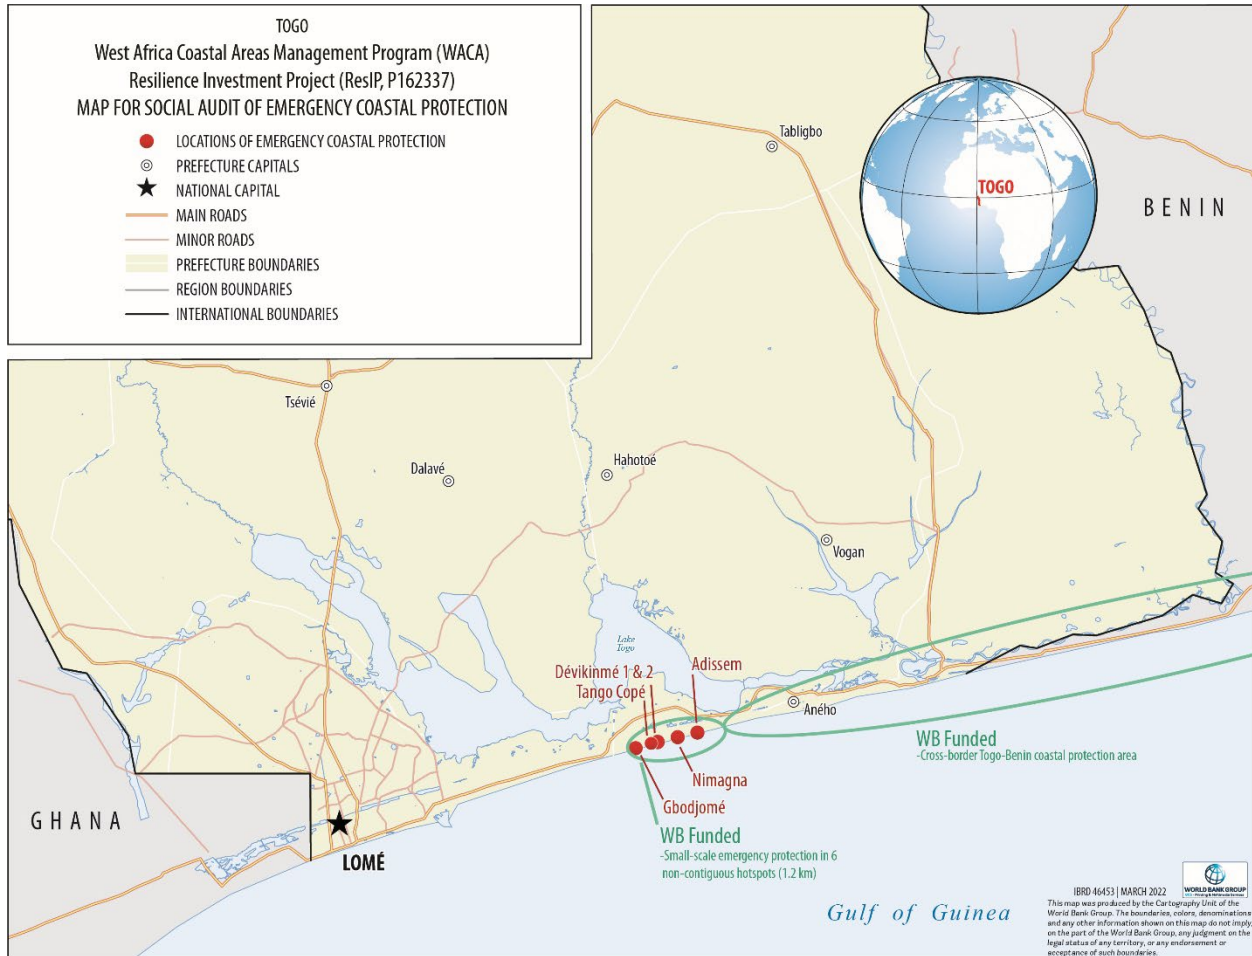 TOGO
West Africa Coastal Areas Management Program (WACA)
Resilience Investment Project (ResIP, P162337)
MAP FOR SOCIAL AUDIT OF EMERGENCY COASTAL PROTECTION
LOCATIONS OF EMERGENCY COASTAL PROTECTION
PREFECTURE CAPITALS
NATIONAL CAPITAL
MAIN ROADS
MINOR ROADS
PREFECTURE BOUNDARIES
REGION BOUNDARIES
INTERNATIONAL BOUNDARIES
Tabligbo
TOGO
BENIN
Tsévié
Dalavé
Hahotoé
Vogan
Lake
Togo
Dévikinmé 1 & 2
Tango Copé
Adissem
Aného
Nimagna
Gbodjomé
WB Funded
-Cross-border Togo-Benin coastal protection area
WB Funded
-Small-scale emergency protection in 6
non-contiguous hotspots (1.2 km)
GHANA
LOMÉ
Gulf of Guinea
IBRD 46453 | MARCH 2022
WORLD BANK GROUP
This map was produced by the Cartography Unit of the
World Bank Group. The boundaries, colors, denominations
and any other information shown on this map do not imply,
on the part of the World Bank Group, any judgment on the
legal status of any territory, or any endorsement or
acceptance of such boundaries.